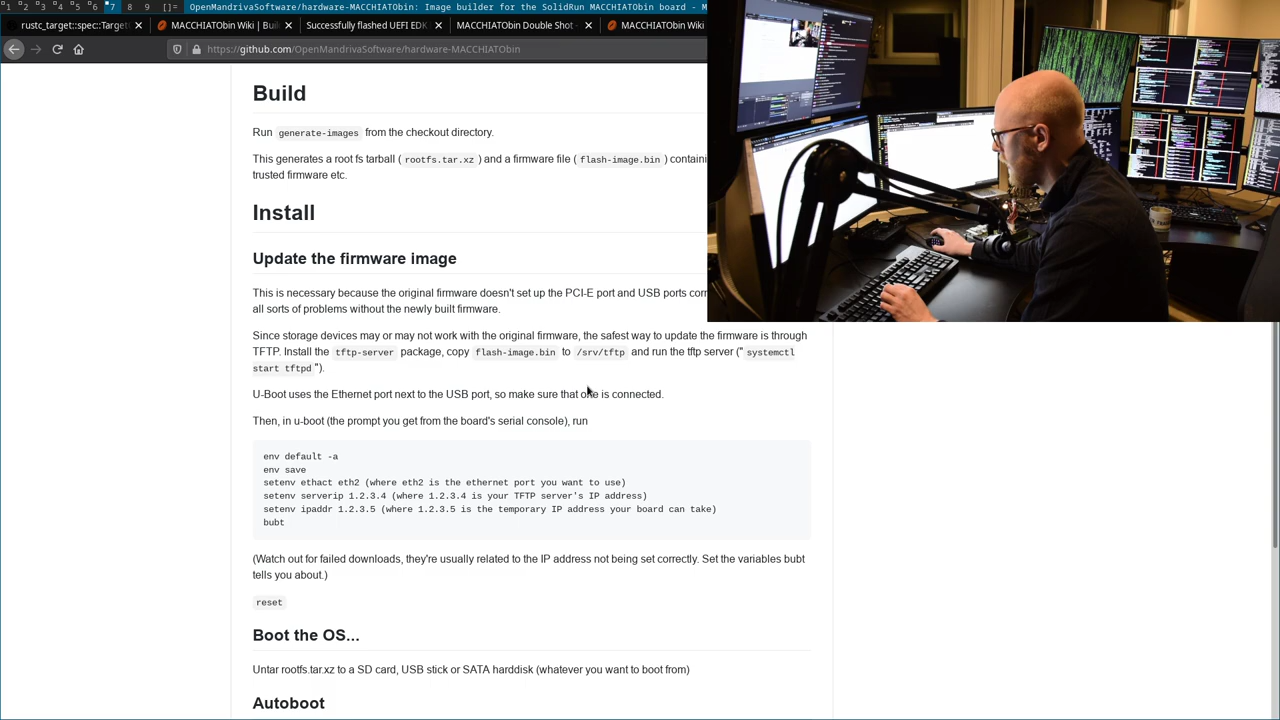 1 2 3 4 5 6 7 8 9 []= OpenMandrivaSoftware/hardware-MACCHIATObin: Image builder for the SolidRun MACCHIATObin board - M
rustc_target::spec::Target
MACCHIATObin Wiki | Buil
Successfully flashed UEFI EDK
MACCHIATObin Double Shot -
MACCHIATObin Wiki
https://github.com/OpenMandrivaSoftware/hardware-MACCHIATObin
Build
Run generate-images from the checkout directory.
This generates a root fs tarball ( rootfs.tar.xz ) and a firmware file ( flash-image.bin ) containi
trusted firmware etc.
Install
Update the firmware image
This is necessary because the original firmware doesn't set up the PCI-E port and USB ports corr
all sorts of problems without the newly built firmware.
Since storage devices may or may not work with the original firmware, the safest way to update the firmware is through
TFTP. Install the tftp-server package, copy flash-image.bin to /srv/tftp and run the tftp server (" systemctl
start tftpd ").
U-Boot uses the Ethernet port next to the USB port, so make sure that one is connected.
Then, in u-boot (the prompt you get from the board's serial console), run
env default -a
env save
setenv ethact eth2 (where eth2 is the ethernet port you want to use)
setenv serverip 1.2.3.4 (where 1.2.3.4 is your TFTP server's IP address)
setenv ipaddr 1.2.3.5 (where 1.2.3.5 is the temporary IP address your board can take)
bubt
(Watch out for failed downloads, they're usually related to the IP address not being set correctly. Set the variables bubt
tells you about.)
reset
Boot the OS...
Untar rootfs.tar.xz to a SD card, USB stick or SATA harddisk (whatever you want to boot from)
Autoboot